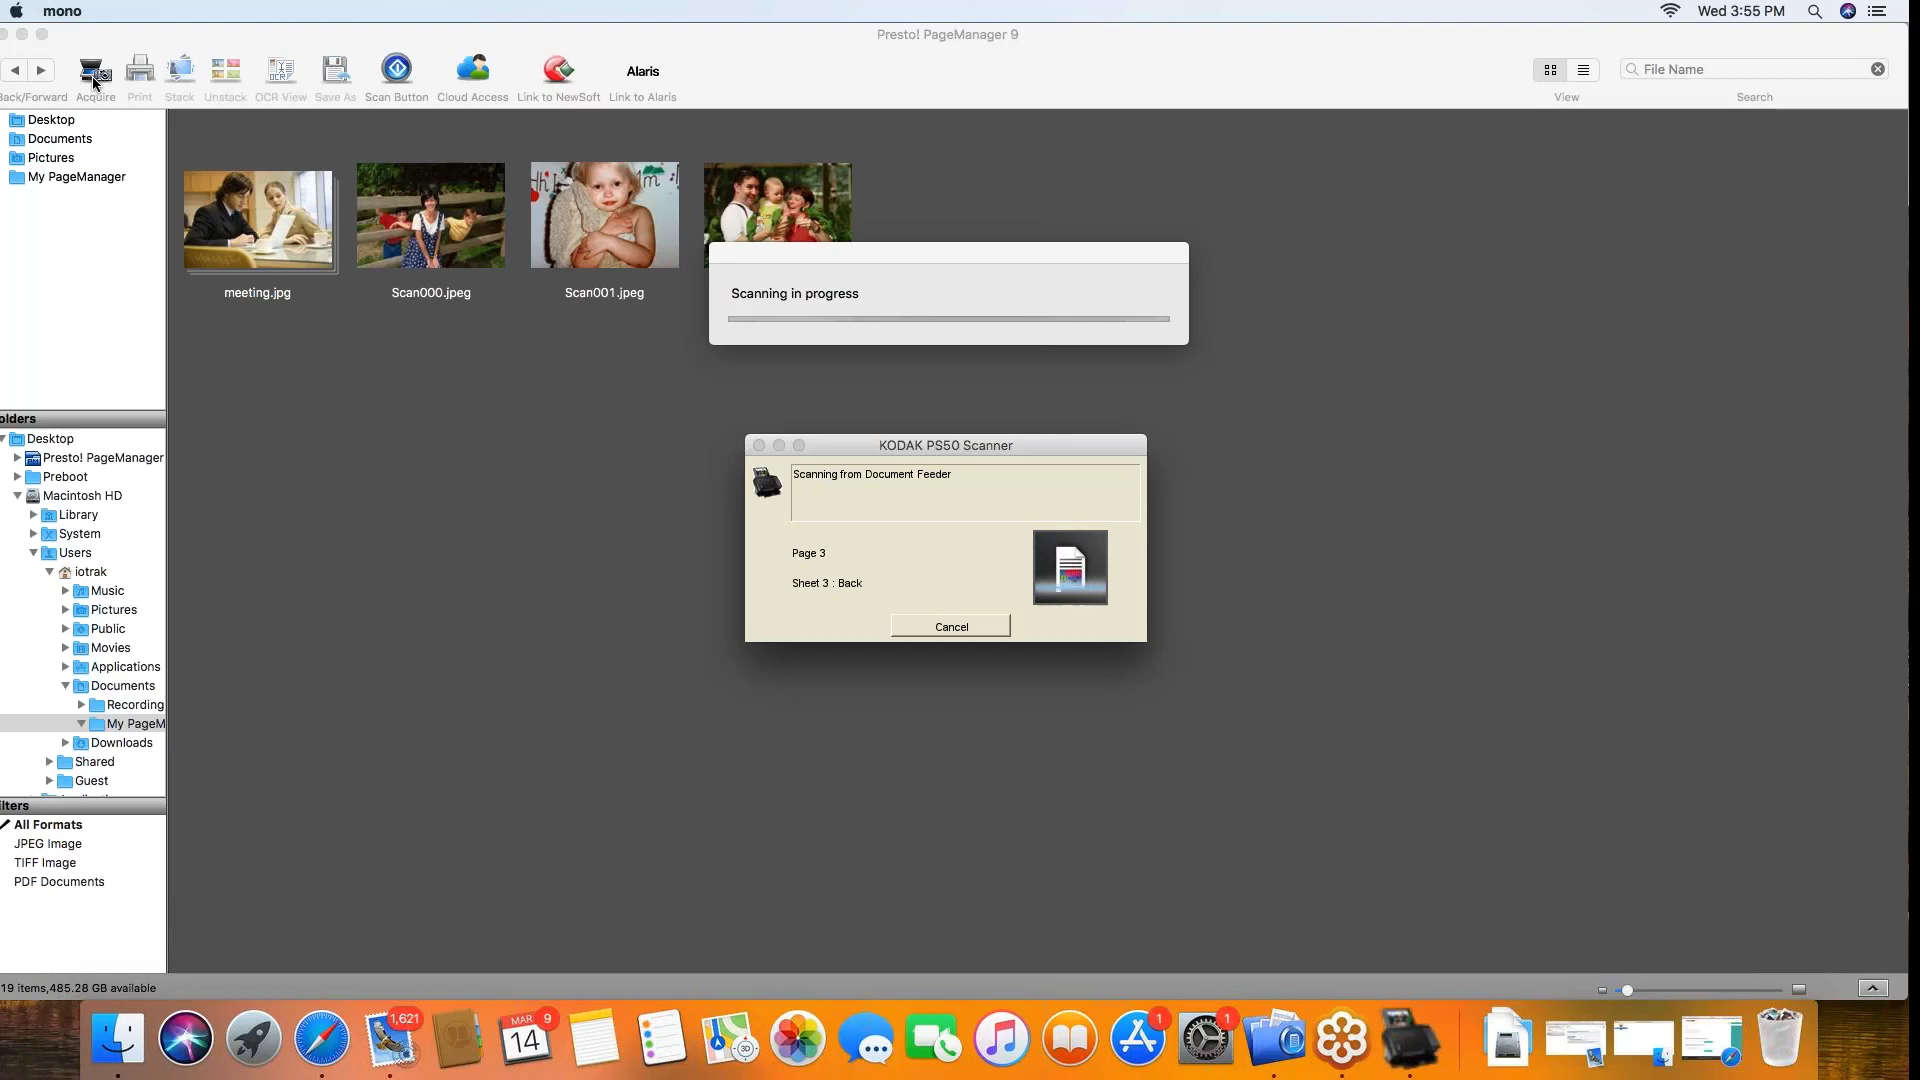 mono
Wed 3:55 PM
Presto! PageManager 9
Alaris
File Name
Back/Forward
Acquire
Print
Stack
Unstack
OCR View
Save As
Scan Button
Cloud Access
Link to NewSoft
Link to Alaris
View
Search
OCR
Desktop
Documents
Pictures
My PageManager
meeting.jpg
Scan000.jpeg
Scan001.jpeg
Scanning in progress
KODAK PS50 Scanner
Scanning from Document Feeder
Page 3
Sheet 3 : Back
Cancel
olders
Desktop
Presto! PageManager
Preboot
Macintosh HD
Library
System
Users
iotrak
Music
Pictures
Public
Movies
Applications
Documents
Recording
My PageM
Downloads
Shared
Guest
ilters
All Formats
JPEG Image
TIFF Image
PDF Documents
19 items,485.28 GB available
1,621
MAR
14
9
3D
1
1